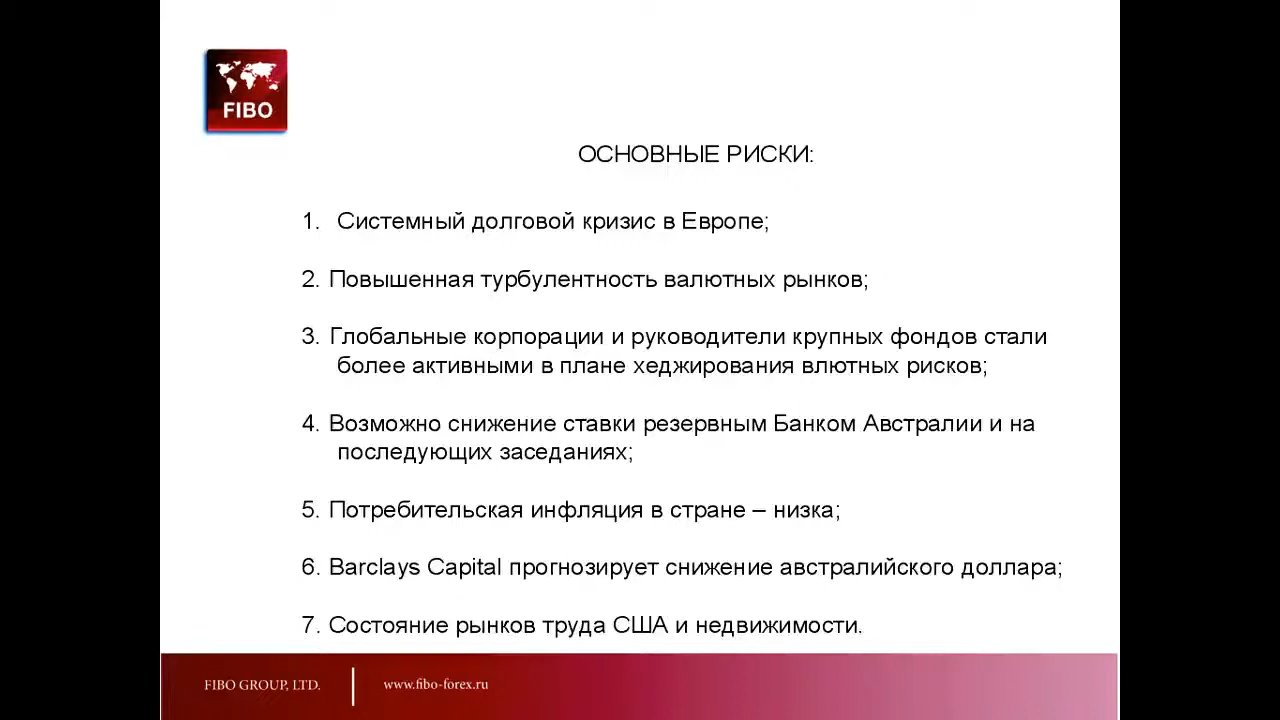 FIBO
ОСНОВНЫЕ РИСКИ:
1. Системный долговой кризис в Европе;
2. Повышенная турбулентность валютных рынков;
3. Глобальные корпорации и руководители крупных фондов стали
более активными в плане хеджирования влютных рисков;
4. Возможно снижение ставки резервным Банком Австралии и на
последующих заседаниях;
5. Потребительская инфляция в стране – низка;
6. Barclays Capital прогнозирует снижение австралийского доллара;
7. Состояние рынков труда США и недвижимости.
FIBO GROUP, LTD. www.fibo-forex.ru